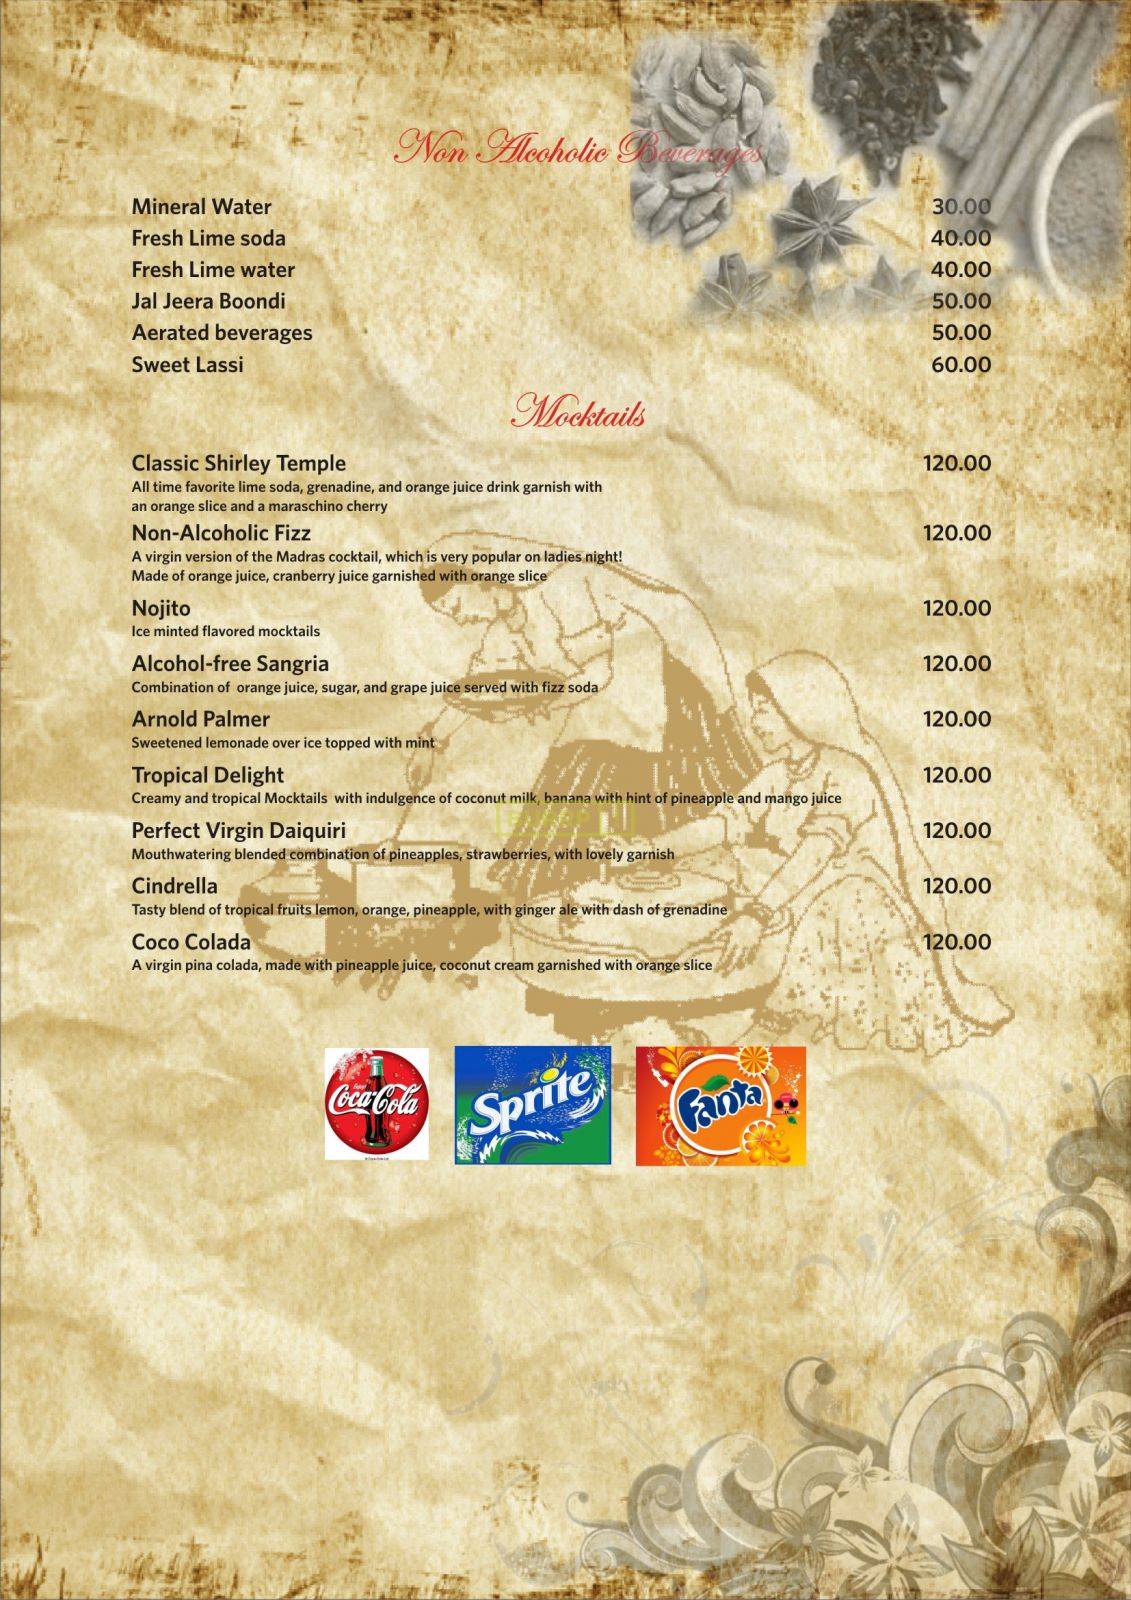 Non Alcoholic Beverages
Mineral Water 30.00
Fresh Lime soda 40.00
Fresh Lime water 40.00
Jal Jeera Boondi 50.00
Aerated beverages 50.00
Sweet Lassi 60.00
Mocktails
Classic Shirley Temple 120.00
All time favorite lime soda, grenadine, and orange juice drink garnish with
an orange slice and a maraschino cherry
Non-Alcoholic Fizz 120.00
A virgin version of the Madras cocktail, which is very popular on ladies night!
Made of orange juice, cranberry juice garnished with orange slice
Nojito 120.00
Ice minted flavored mocktails
Alcohol-free Sangria 120.00
Combination of orange juice, sugar, and grape juice served with fizz soda
Arnold Palmer 120.00
Sweetened lemonade over ice topped with mint
Tropical Delight 120.00
Creamy and tropical Mocktails with indulgence of coconut milk, banana with hint of pineapple and mango juice
Perfect Virgin Daiquiri 120.00
Mouthwatering blended combination of pineapples, strawberries, with lovely garnish
Cindrella 120.00
Tasty blend of tropical fruits lemon, orange, pineapple, with ginger ale with dash of grenadine
Coco Colada 120.00
A virgin pina colada, made with pineapple juice, coconut cream garnished with orange slice
Coca-Cola Sprite Fanta